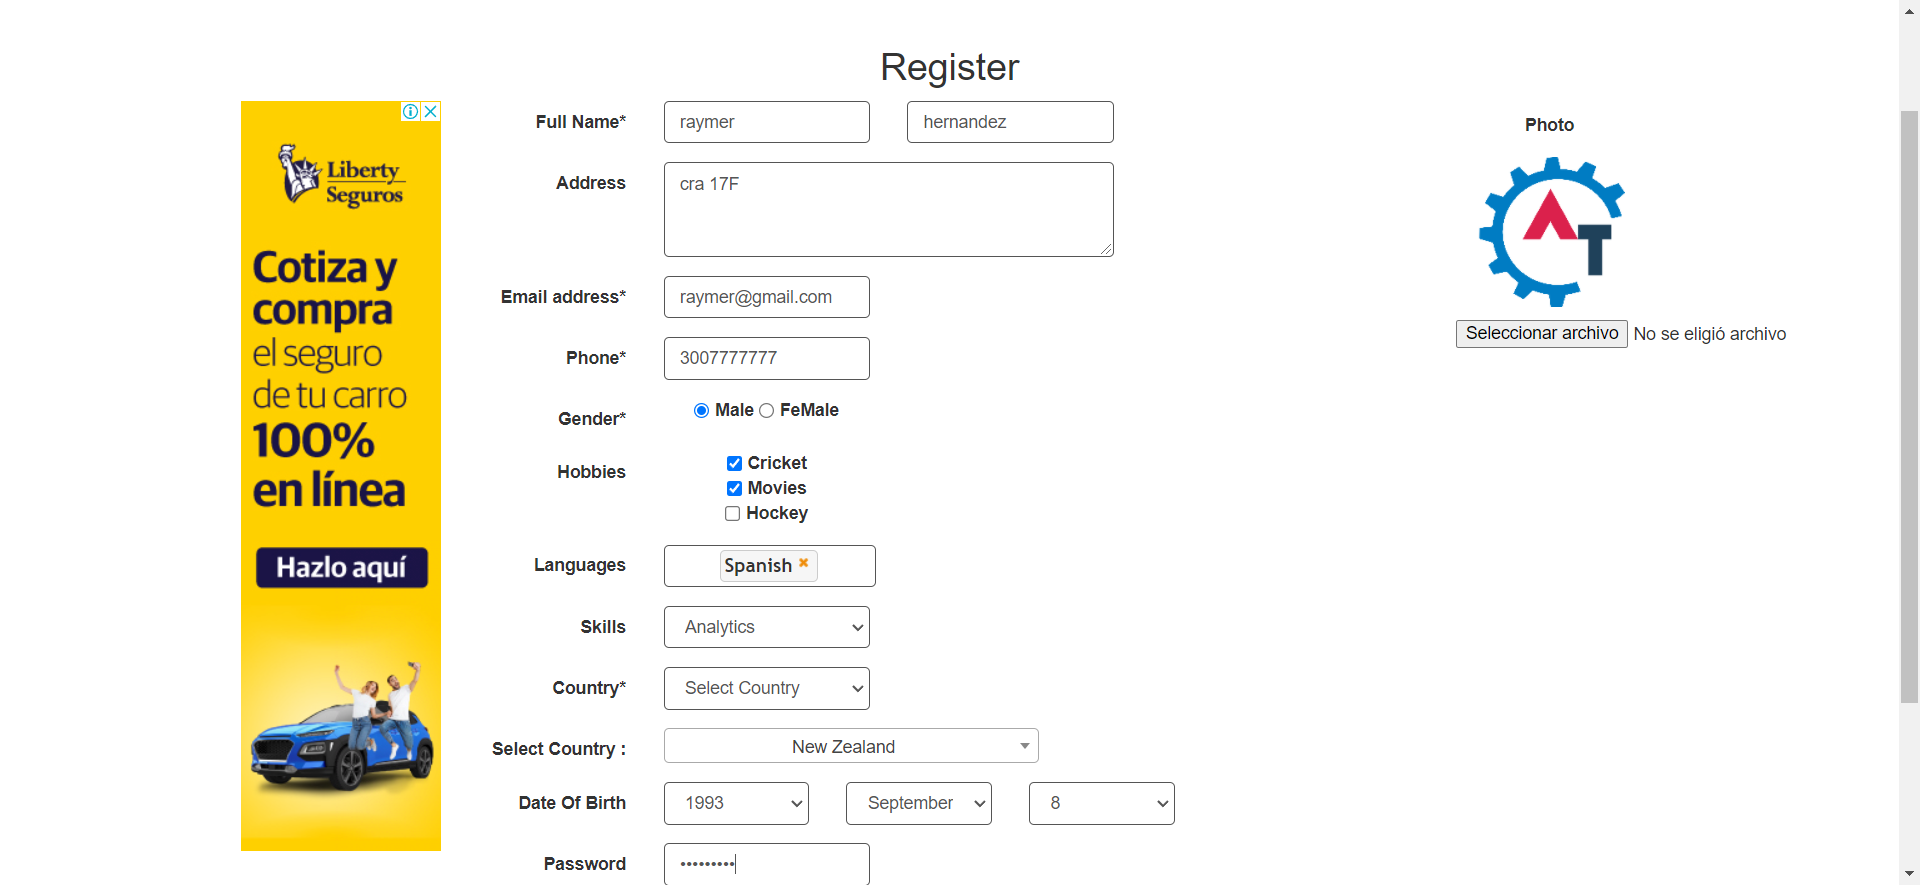 Register
Liberty
Seguros
Cotiza y
compra
el seguro
de tu carro
100%
en línea
Hazlo aquí
Full Name* raymer hernandez
Address cra 17F
Email address* raymer@gmail.com
Phone* 3007777777
Gender* Male FeMale
Hobbies Cricket
Movies
Hockey
Languages Spanish
Skills Analytics
Country* Select Country
Select Country : New Zealand
Date Of Birth 1993 September 8
Password •••••••••
Photo
AT
Seleccionar archivo No se eligió archivo